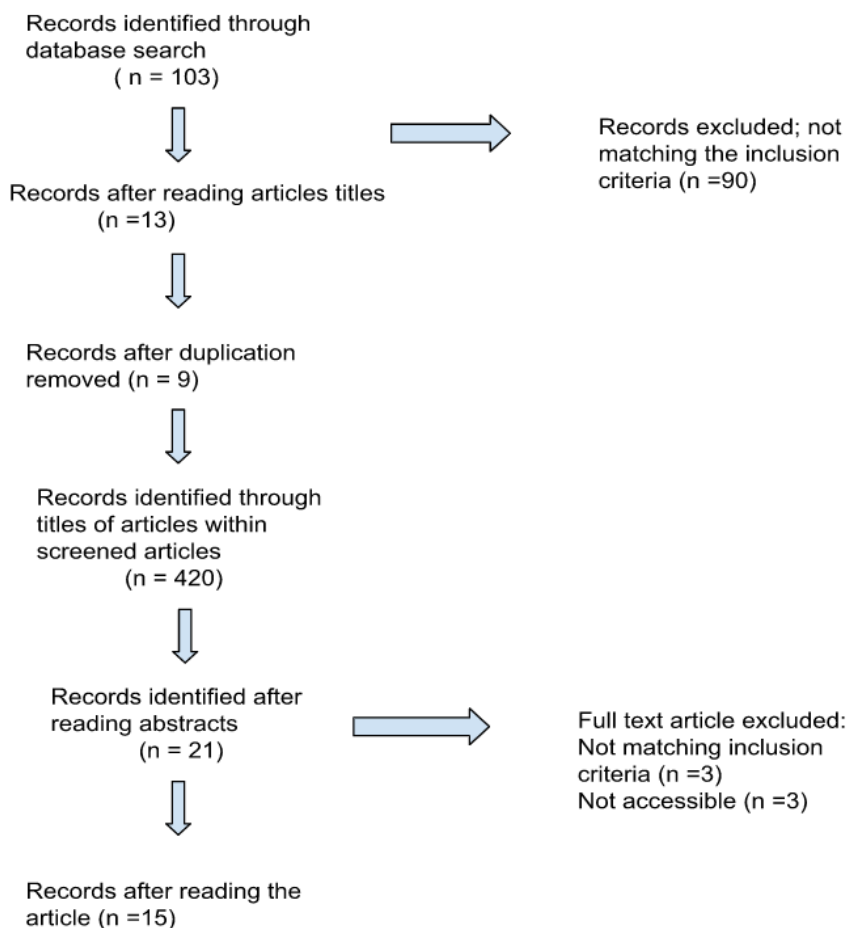 Records identified through
database search
( n = 103)
Records excluded; not
matching the inclusion
criteria (n =90)
Records after reading articles titles
(n =13)
Records after duplication
removed (n = 9)
Records identified through
titles of articles within
screened articles
(n = 420)
Records identified after
reading abstracts
(n = 21)
Full text article excluded:
Not matching inclusion
criteria (n =3)
Not accessible (n =3)
Records after reading the
article (n =15)